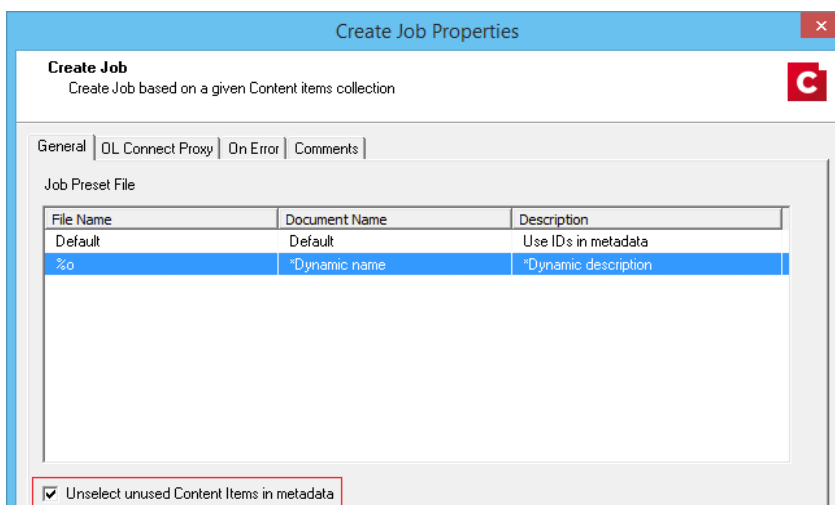 Create Job Properties
Create Job
Create Job based on a given Content items collection
General OL Connect Proxy On Error Comments
Job Preset File
File Name Document Name Description
Default Default Use IDs in metadata
%o *Dynamic name *Dynamic description
Unselect unused Content Items in metadata